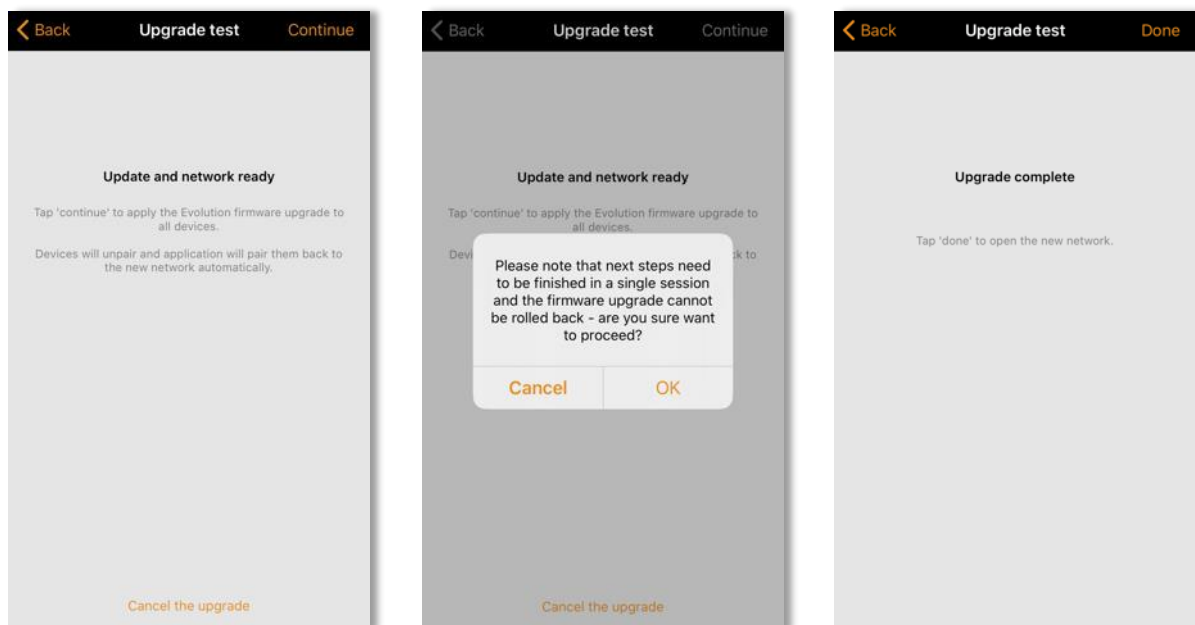 Back Upgrade test Continue
Update and network ready
Tap 'continue' to apply the Evolution firmware upgrade to
all devices.
Devices will unpair and application will pair them back to
the new network automatically.
Cancel the upgrade
Back Upgrade test Continue
Update and network ready
Tap 'continue' to apply the Evolution firmware upgrade to
all devices.
Devi
ck to
Please note that next steps need
to be finished in a single session
and the firmware upgrade cannot
be rolled back - are you sure want
to proceed?
Cancel OK
Cancel the upgrade
Back Upgrade test Done
Upgrade complete
Tap 'done' to open the new network.